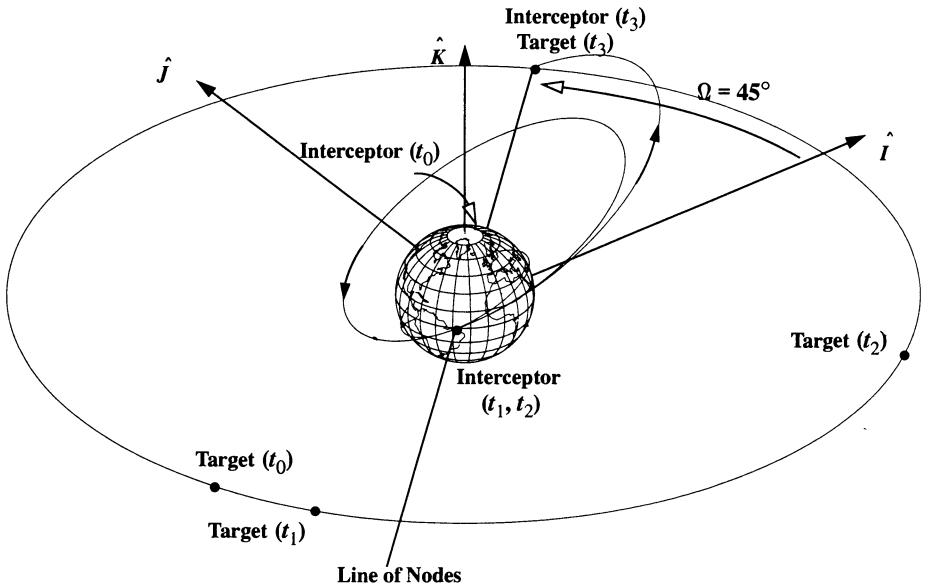 Interceptor (t₃)
Target (t₃)
K̂
Ĵ
Ω = 45°
Interceptor (t₀)
Î
Target (t₂)
Interceptor
(t₁, t₂)
Target (t₀)
Target (t₁)
Line of Nodes